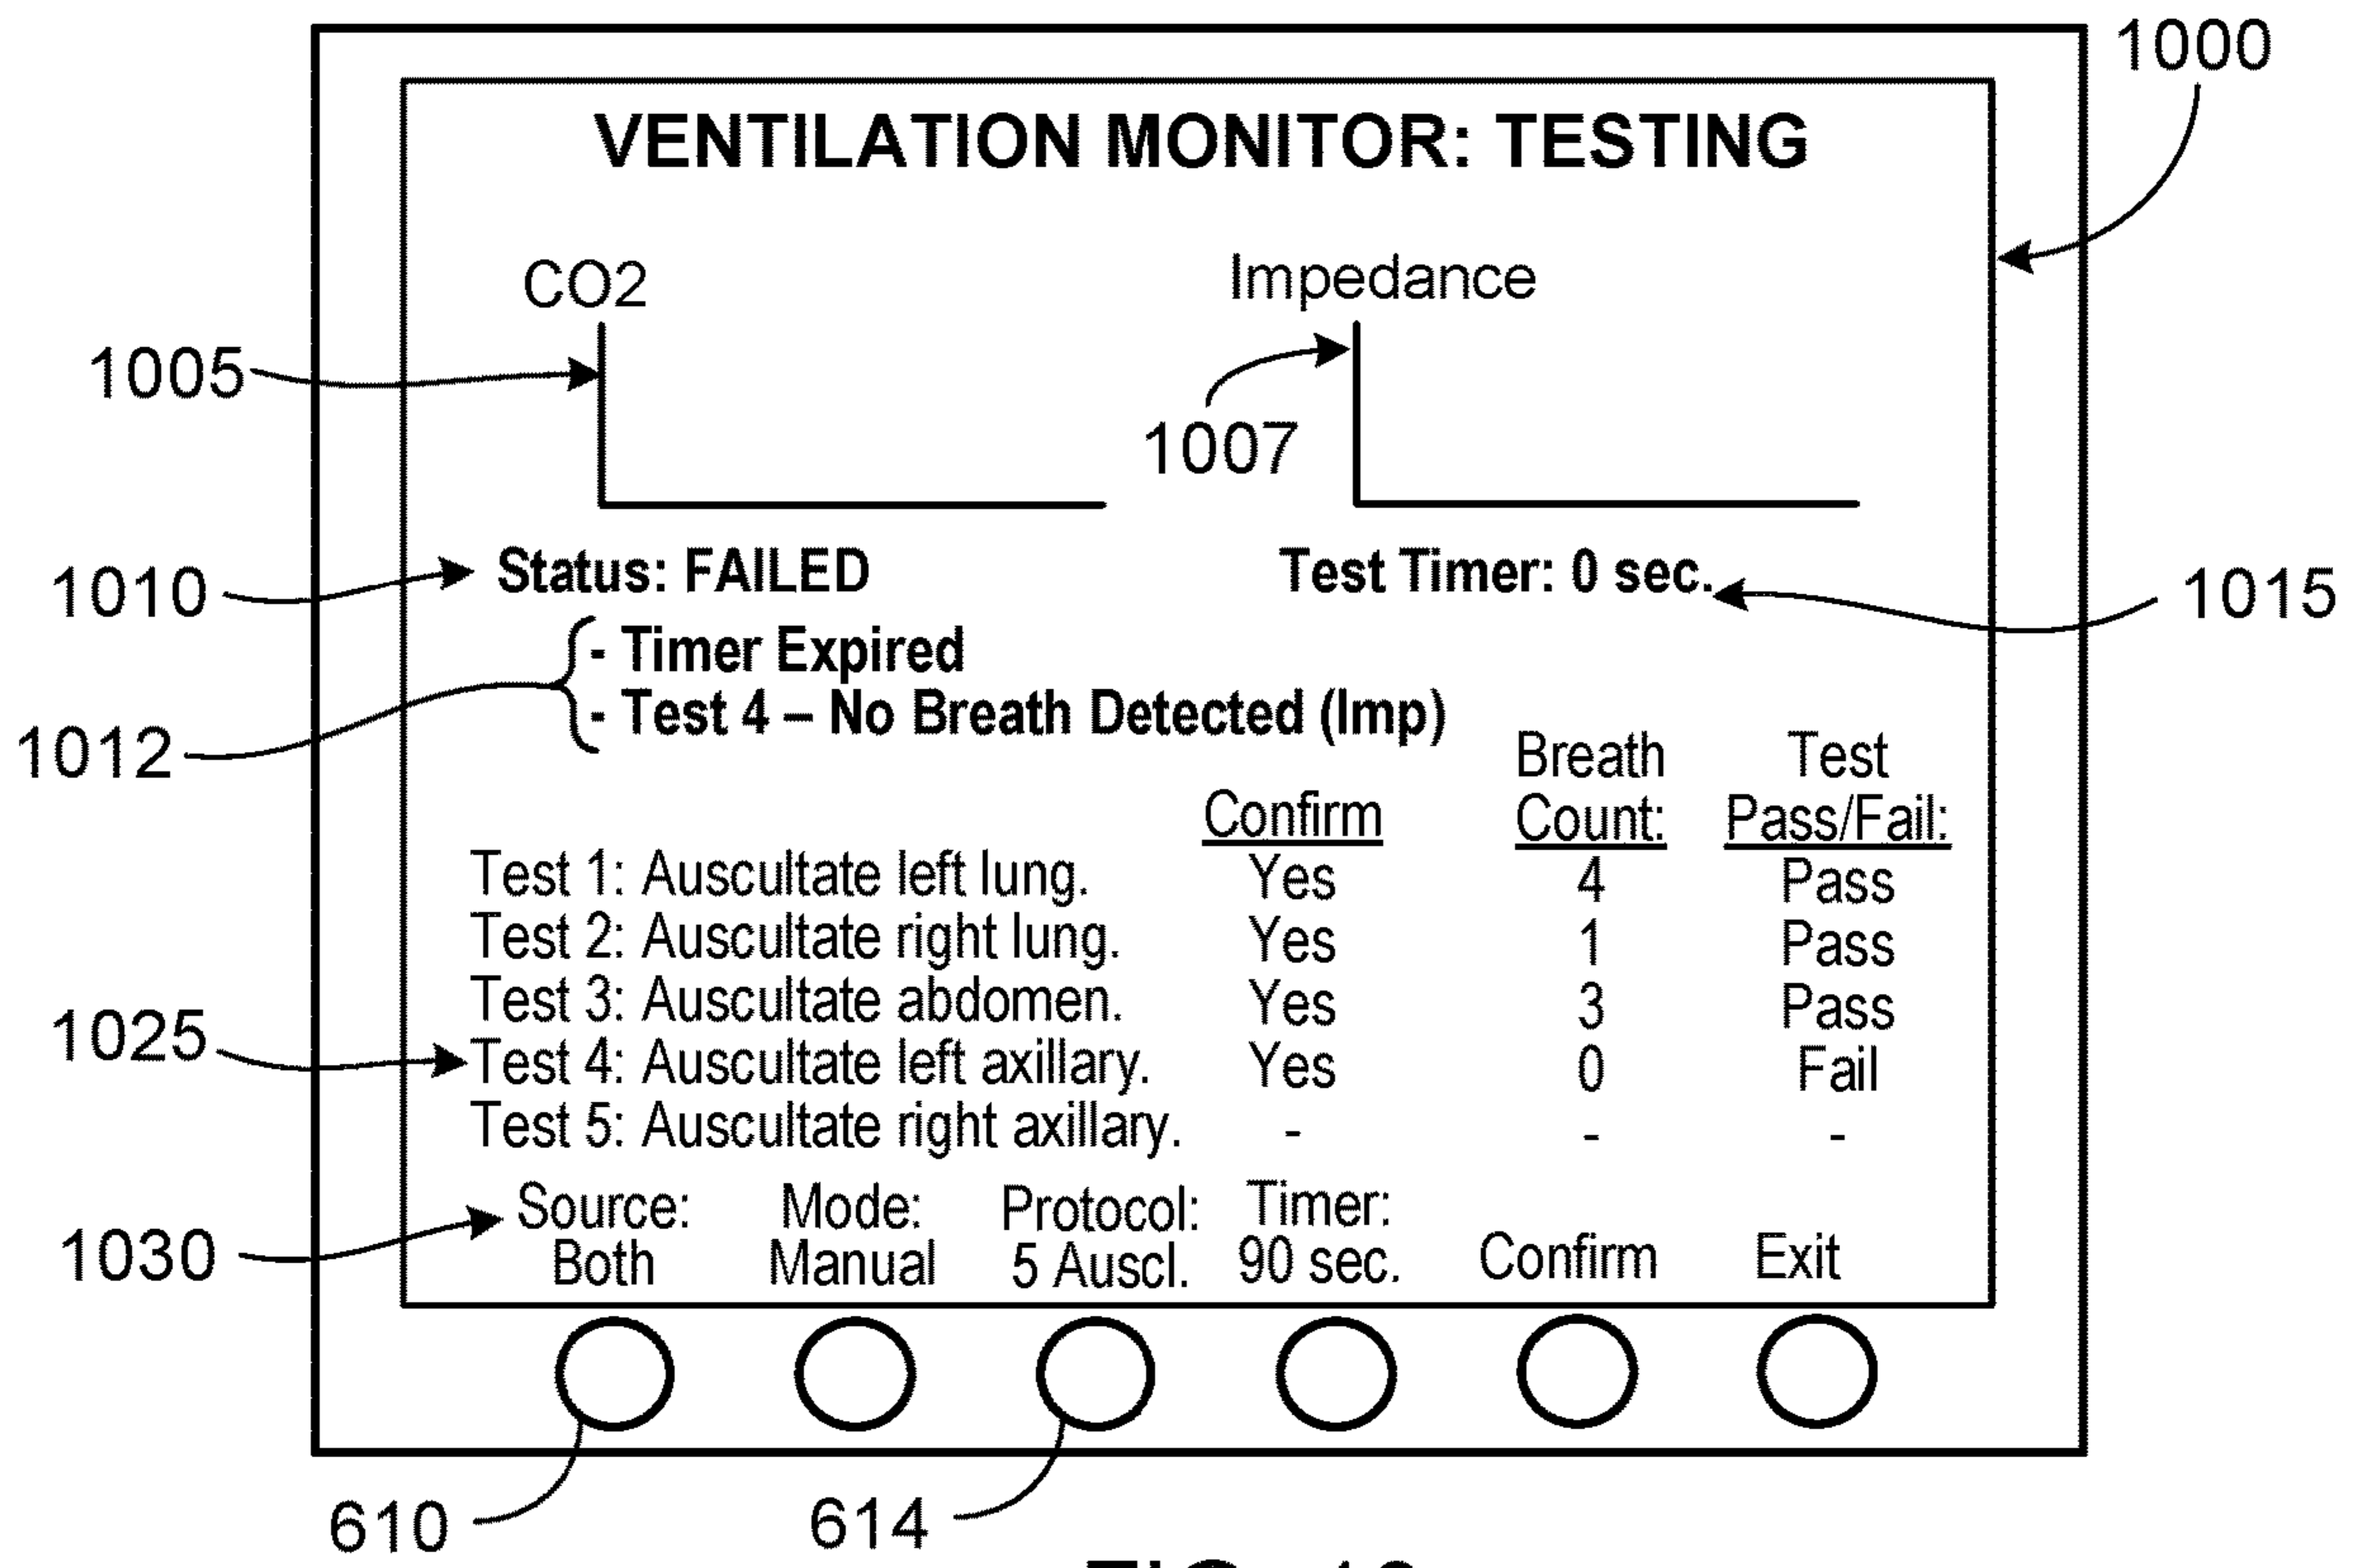 1000
VENTILATION MONITOR: TESTING
CO2
Impedance
1005
1007
1010
Status: FAILED
Test Timer: 0 sec.
1015
- Timer Expired
- Test 4 – No Breath Detected (Imp)
1012
Confirm
Breath Count:
Test Pass/Fail:
Test 1: Auscultate left lung. Yes 4 Pass
Test 2: Auscultate right lung. Yes 1 Pass
Test 3: Auscultate abdomen. Yes 3 Pass
1025
Test 4: Auscultate left axillary. Yes 0 Fail
Test 5: Auscultate right axillary. - - -
1030
Source: Mode: Protocol: Timer:
Both Manual 5 Auscl. 90 sec. Confirm Exit
610
614